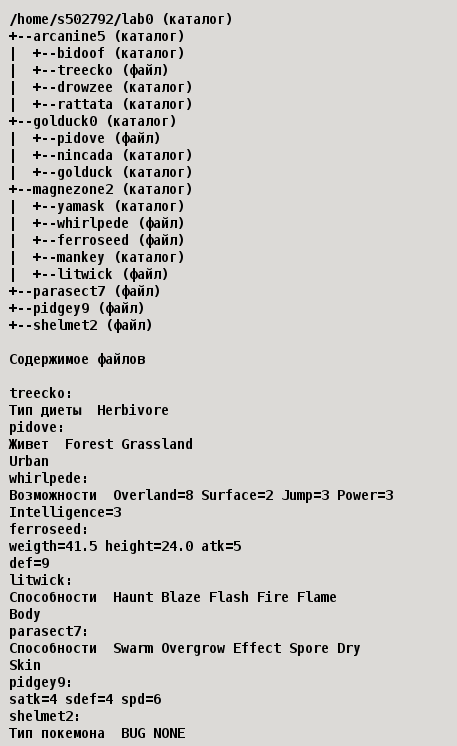 /home/s502792/lab0 (каталог)
+--arcanine5 (каталог)
|  +--bidoof (каталог)
|  +--treecko (файл)
|  +--drowzee (каталог)
|  +--rattata (каталог)
+--golduck0 (каталог)
|  +--pidove (файл)
|  +--nincada (каталог)
|  +--golduck (каталог)
+--magnezone2 (каталог)
|  +--yamask (каталог)
|  +--whirlpede (файл)
|  +--ferroseed (файл)
|  +--mankey (каталог)
|  +--litwick (файл)
+--parasect7 (файл)
+--pidgey9 (файл)
+--shelmet2 (файл)
Содержимое файлов
treecko:
Тип диеты  Herbivore
pidove:
Живет  Forest Grassland
Urban
whirlpede:
Возможности  Overland=8 Surface=2 Jump=3 Power=3
Intelligence=3
ferroseed:
weigth=41.5 height=24.0 atk=5
def=9
litwick:
Способности  Haunt Blaze Flash Fire Flame
Body
parasect7:
Способности  Swarm Overgrow Effect Spore Dry
Skin
pidgey9:
satk=4 sdef=4 spd=6
shelmet2:
Тип покемона  BUG NONE